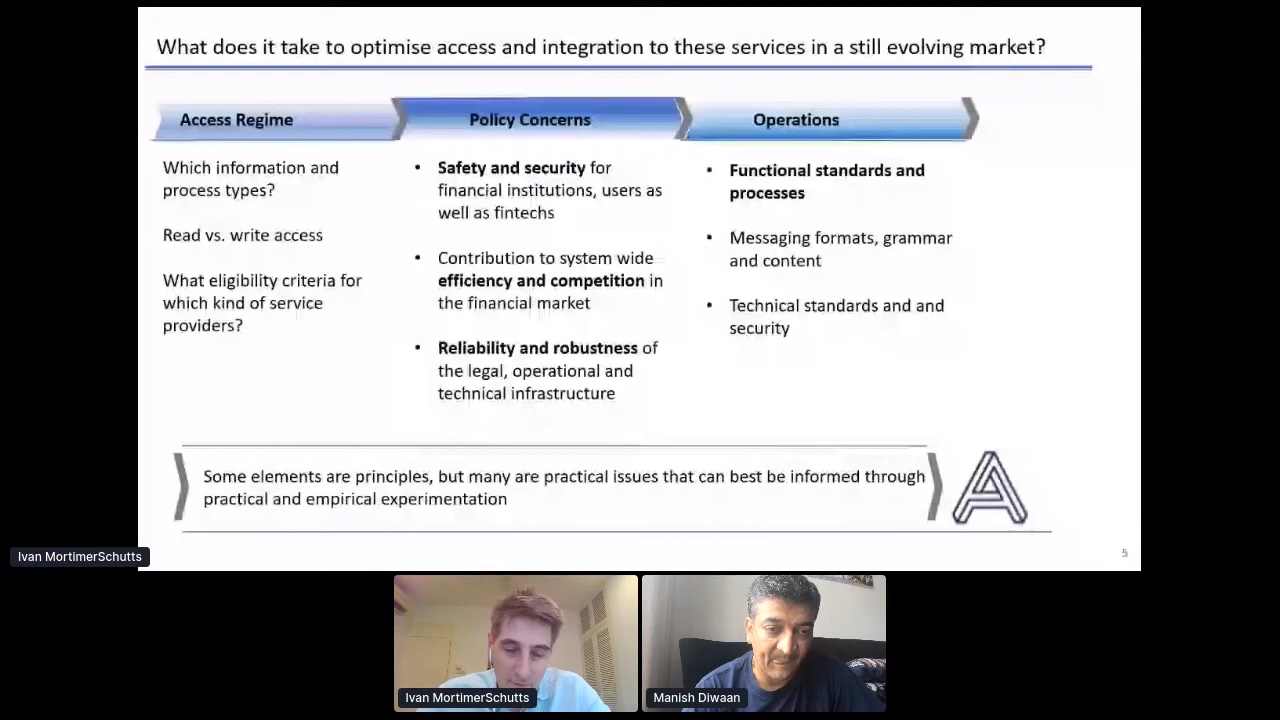 What does it take to optimise access and integration to these services in a still evolving market?
Access Regime
Policy Concerns
Operations
Which information and
process types?
Read vs. write access
What eligibility criteria for
which kind of service
providers?
• Safety and security for
financial institutions, users as
well as fintechs
• Contribution to system wide
efficiency and competition in
the financial market
• Reliability and robustness of
the legal, operational and
technical infrastructure
• Functional standards and
processes
• Messaging formats, grammar
and content
• Technical standards and and
security
Some elements are principles, but many are practical issues that can best be informed through
practical and empirical experimentation
5
Ivan MortimerSchutts
Ivan MortimerSchutts
Manish Diwaan